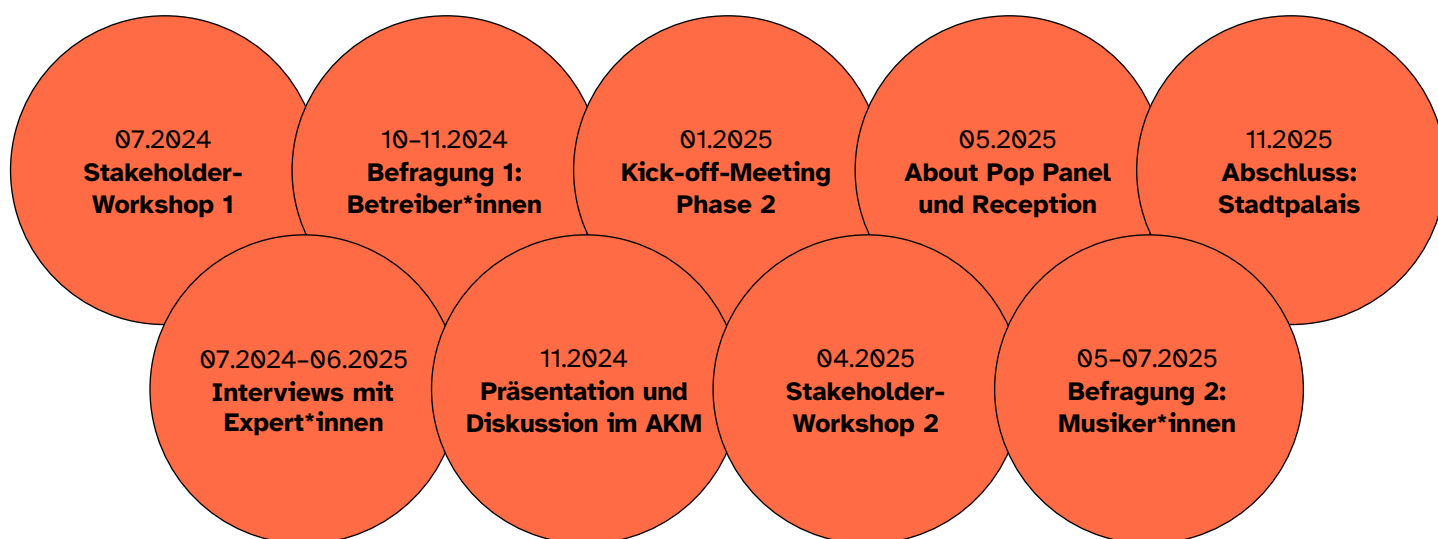 07.2024
Stakeholder-
Workshop 1
10–11.2024
Befragung 1:
Betreiber*innen
01.2025
Kick-off-Meeting
Phase 2
05.2025
About Pop Panel
und Reception
11.2025
Abschluss:
Stadtpalais
07.2024–06.2025
Interviews mit
Expert*innen
11.2024
Präsentation und
Diskussion im AKM
04.2025
Stakeholder-
Workshop 2
05–07.2025
Befragung 2:
Musiker*innen